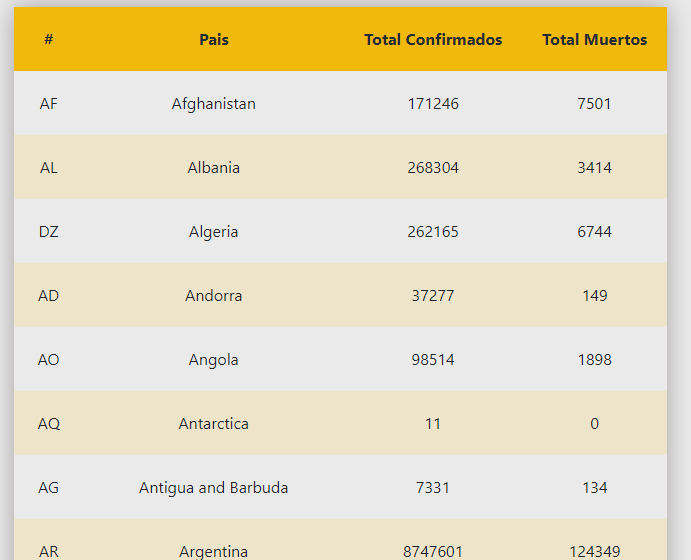 # Pais Total Confirmados Total Muertos
AF Afghanistan 171246 7501
AL Albania 268304 3414
DZ Algeria 262165 6744
AD Andorra 37277 149
AO Angola 98514 1898
AQ Antarctica 11 0
AG Antigua and Barbuda 7331 134
AR Argentina 8747601 124349